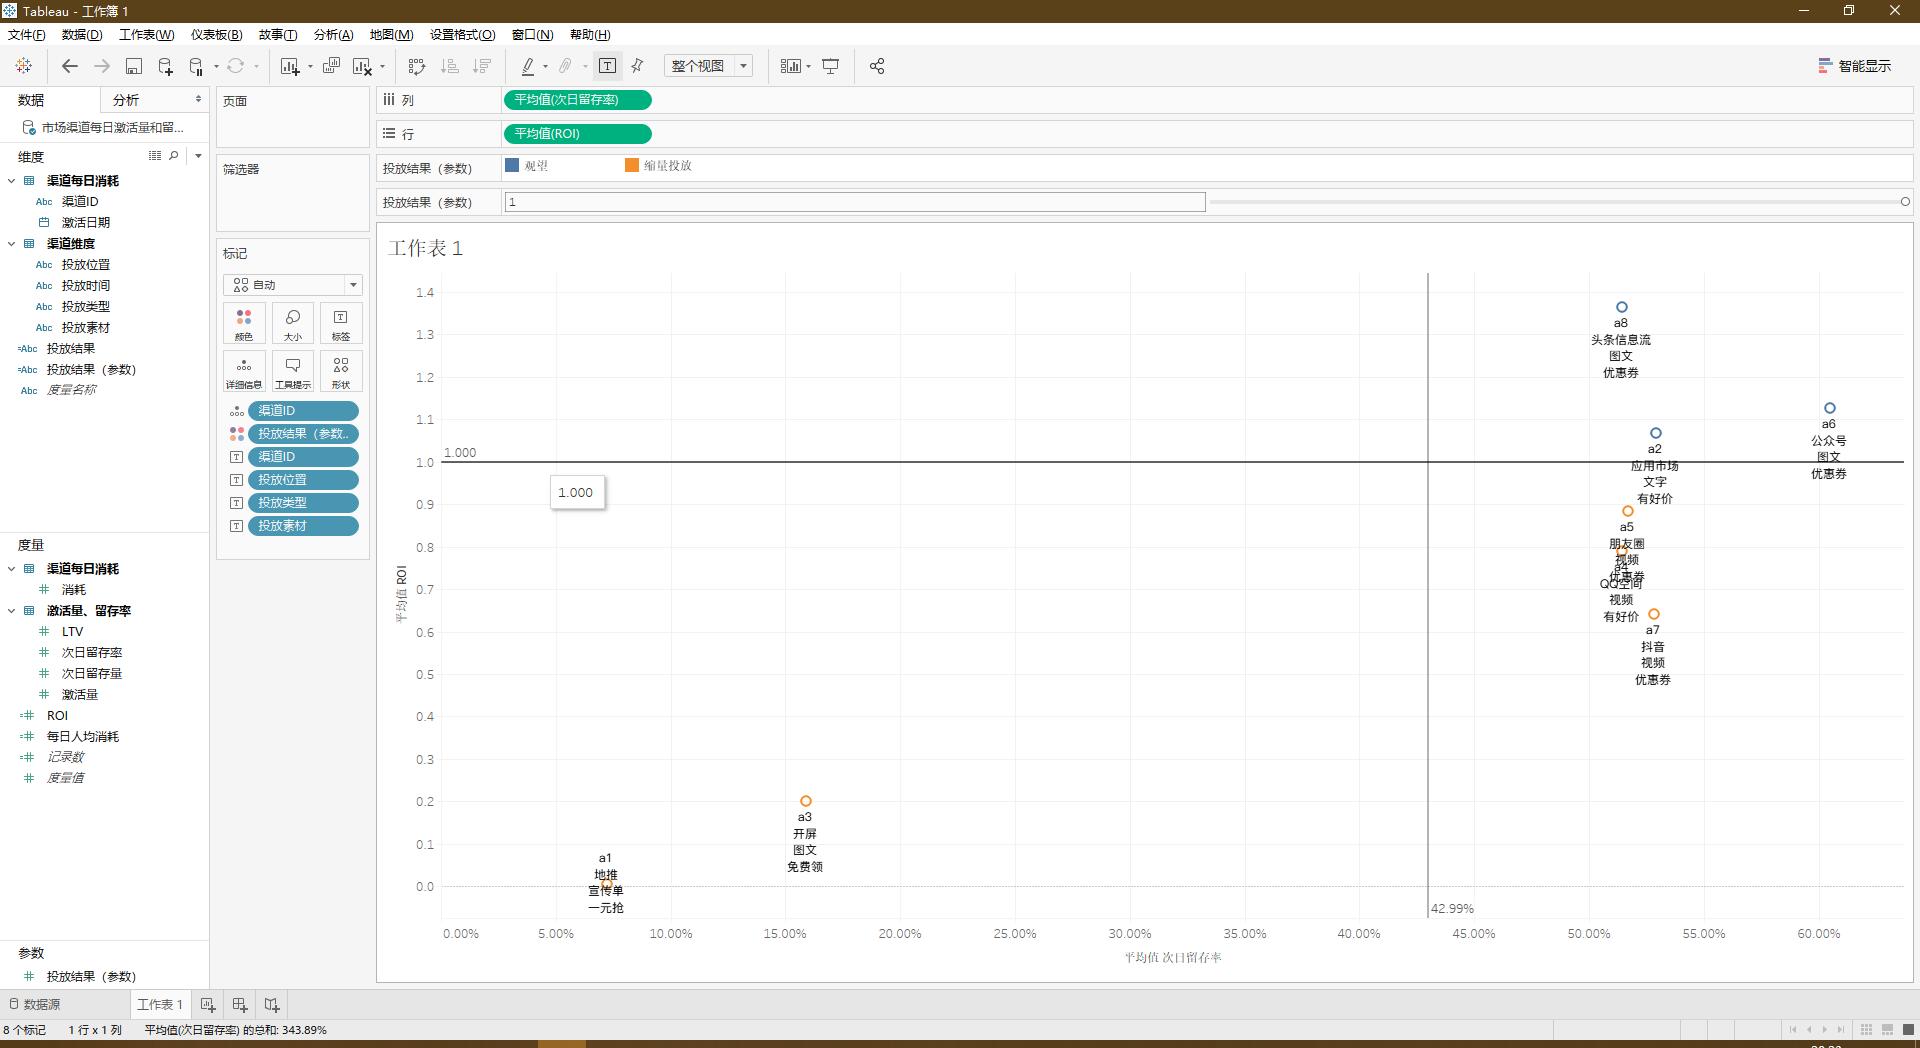 Tableau - 工作簿 1
文件(F) 数据(D) 工作表(W) 仪表板(B) 故事(T) 分析(A) 地图(M) 设置格式(O) 窗口(N) 帮助(H)
整个视图
智能显示
数据 分析
市场渠道每日激活量和留...
维度
渠道每日消耗
Abc 渠道ID
激活日期
渠道维度
Abc 投放位置
Abc 投放时间
Abc 投放类型
Abc 投放素材
=Abc 投放结果
=Abc 投放结果（参数）
Abc 度量名称
度量
渠道每日消耗
# 消耗
激活量、留存率
# LTV
# 次日留存率
# 次日留存量
# 激活量
=# ROI
=# 每日人均消耗
=# 记录数
# 度量值
参数
# 投放结果（参数）
页面
筛选器
标记
自动
颜色 大小 标签
详细信息 工具提示 形状
渠道ID
投放结果（参数..
渠道ID
投放位置
投放类型
投放素材
列 平均值(次日留存率)
行 平均值(ROI)
投放结果（参数） 观望 缩量投放
投放结果（参数） 1
工作表 1
平均值 ROI
1.4
1.3
1.2
1.1
1.0
0.9
0.8
0.7
0.6
0.5
0.4
0.3
0.2
0.1
0.0
1.000
1.000
a8
头条信息流
图文
优惠券
a6
公众号
图文
优惠券
a2
应用市场
文字
有好价
a5
朋友圈
视频
优惠券
a4
QQ空间
视频
有好价
a7
抖音
视频
优惠券
a3
开屏
图文
免费领
a1
地推
宣传单
一元抢
42.99%
0.00% 5.00% 10.00% 15.00% 20.00% 25.00% 30.00% 35.00% 40.00% 45.00% 50.00% 55.00% 60.00%
平均值 次日留存率
数据源 工作表 1
8 个标记 1 行 x 1 列 平均值(次日留存率) 的总和: 343.89%